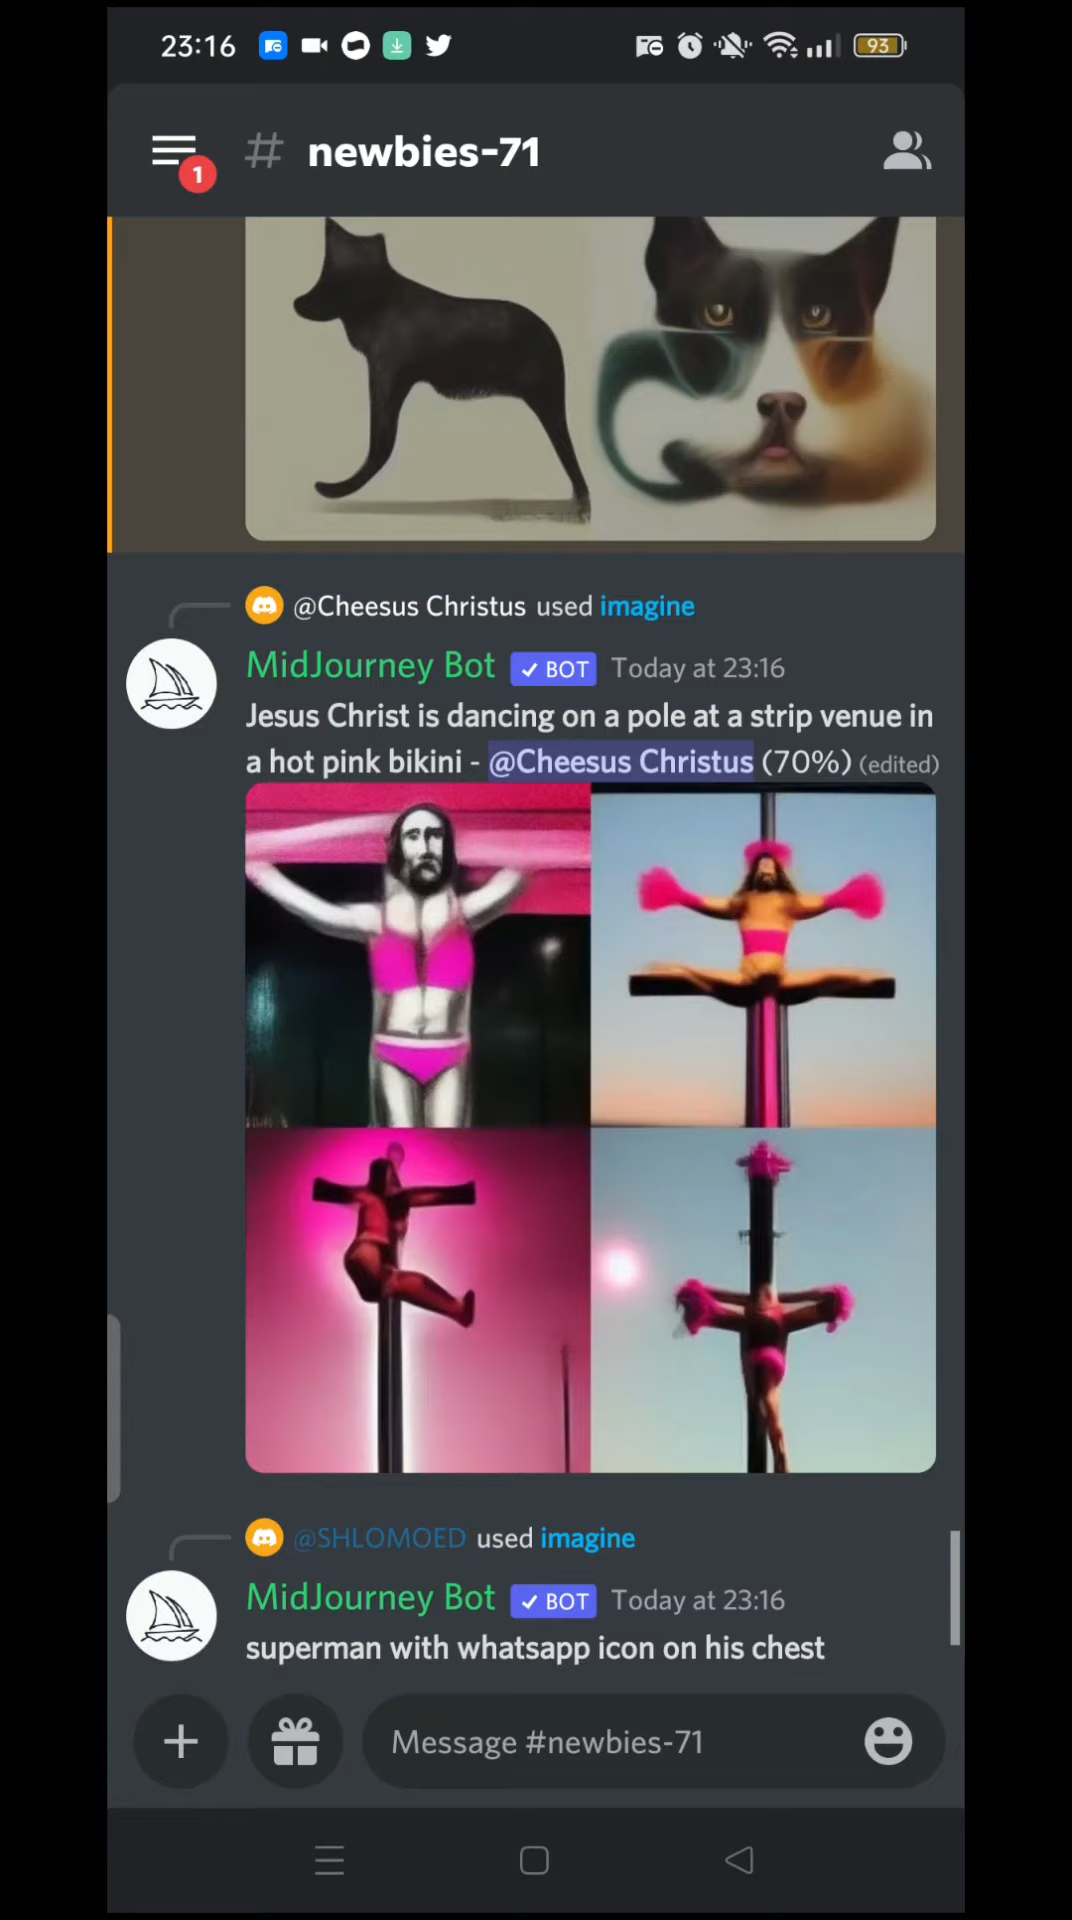 23:16
93
1
# newbies-71
@Cheesus Christus used imagine
MidJourney Bot ✓ BOT Today at 23:16
Jesus Christ is dancing on a pole at a strip venue in
a hot pink bikini - @Cheesus Christus (70%) (edited)
@SHLOMOED used imagine
MidJourney Bot ✓ BOT Today at 23:16
superman with whatsapp icon on his chest
Message #newbies-71